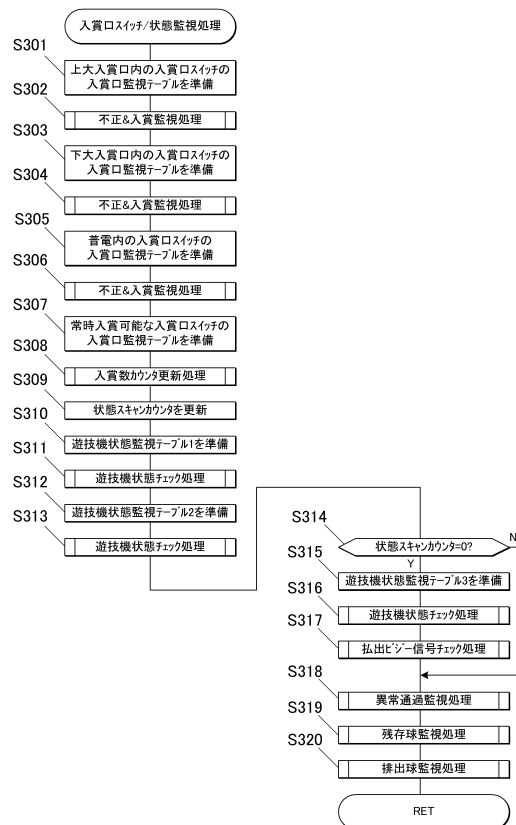 入賞口スイッチ/状態監視処理
S301
上大入賞口内の入賞口スイッチの
入賞口監視テーブルを準備
S302
不正&入賞監視処理
S303
下大入賞口内の入賞口スイッチの
入賞口監視テーブルを準備
S304
不正&入賞監視処理
S305
普電内の入賞口スイッチの
入賞口監視テーブルを準備
S306
不正&入賞監視処理
S307
常時入賞可能な入賞口スイッチの
入賞口監視テーブルを準備
S308
入賞数カウンタ更新処理
S309
状態スキャンカウンタを更新
S310
遊技機状態監視テーブル1を準備
S311
遊技機状態チェック処理
S312
遊技機状態監視テーブル2を準備
S313
遊技機状態チェック処理
S314
状態スキャンカウンタ=0?
N
Y
S315
遊技機状態監視テーブル3を準備
S316
遊技機状態チェック処理
S317
払出ビジー信号チェック処理
S318
異常通過監視処理
S319
残存球監視処理
S320
排出球監視処理
RET